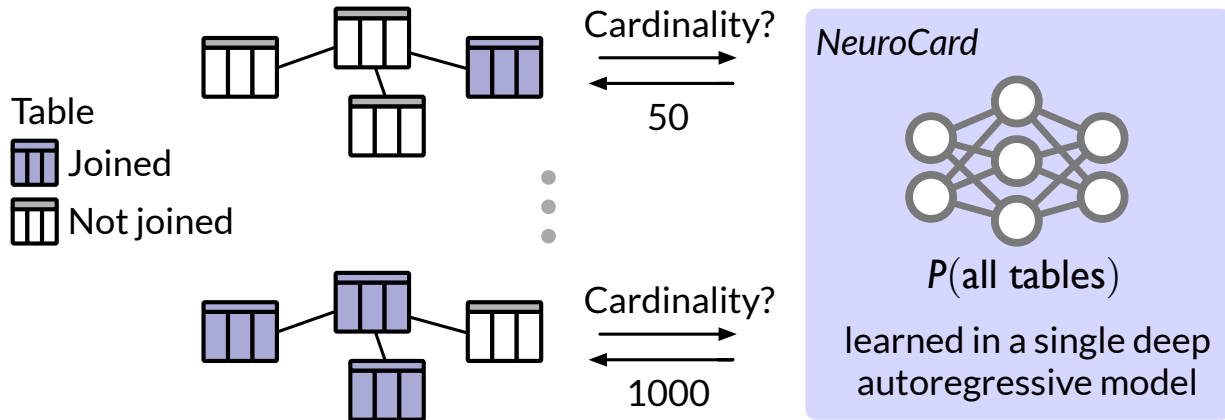 Cardinality?
50
Table
Joined
Not joined
Cardinality?
1000
NeuroCard
P(all tables)
learned in a single deep
autoregressive model